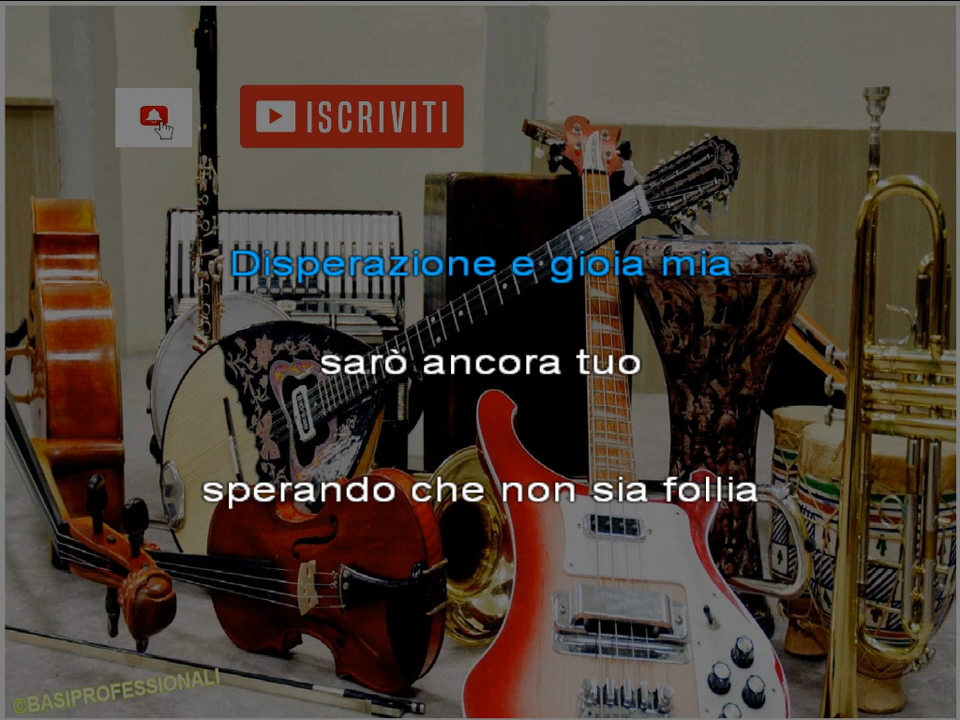 ISCRIVITI
Disperazione e gioia mia
sarò ancora tuo
sperando che non sia follia
©BASIPROFESSIONALI